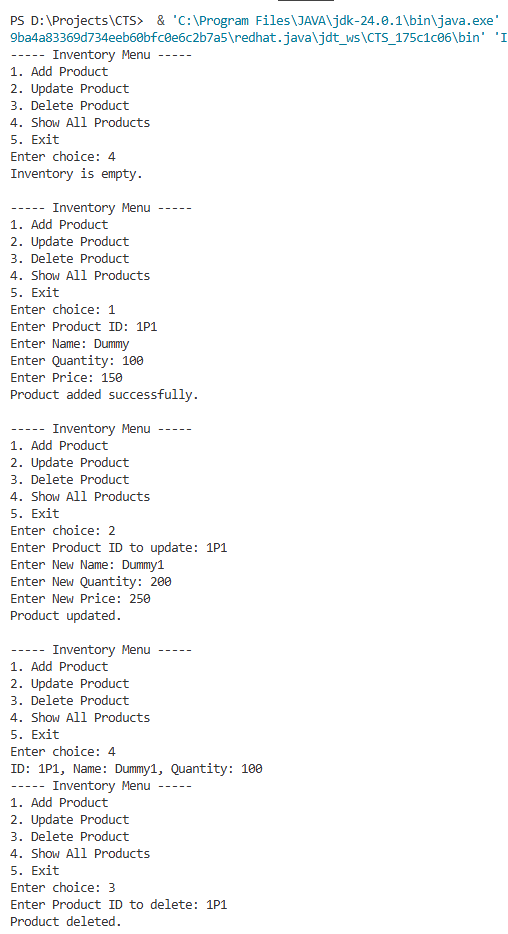 PS D:\Projects\CTS>  & 'C:\Program Files\JAVA\jdk-24.0.1\bin\java.exe'
9ba4a83369d734eeb60bfc0e6c2b7a5\redhat.java\jdt_ws\CTS_175c1c06\bin' 'I
----- Inventory Menu -----
1. Add Product
2. Update Product
3. Delete Product
4. Show All Products
5. Exit
Enter choice: 4
Inventory is empty.

----- Inventory Menu -----
1. Add Product
2. Update Product
3. Delete Product
4. Show All Products
5. Exit
Enter choice: 1
Enter Product ID: 1P1
Enter Name: Dummy
Enter Quantity: 100
Enter Price: 150
Product added successfully.

----- Inventory Menu -----
1. Add Product
2. Update Product
3. Delete Product
4. Show All Products
5. Exit
Enter choice: 2
Enter Product ID to update: 1P1
Enter New Name: Dummy1
Enter New Quantity: 200
Enter New Price: 250
Product updated.

----- Inventory Menu -----
1. Add Product
2. Update Product
3. Delete Product
4. Show All Products
5. Exit
Enter choice: 4
ID: 1P1, Name: Dummy1, Quantity: 100
----- Inventory Menu -----
1. Add Product
2. Update Product
3. Delete Product
4. Show All Products
5. Exit
Enter choice: 3
Enter Product ID to delete: 1P1
Product deleted.